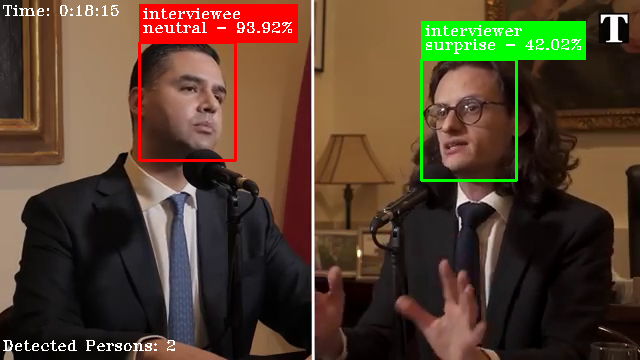 Time: 0:18:15
interviewee
neutral - 93.92%
interviewer
surprise - 42.02%
T
Detected Persons: 2